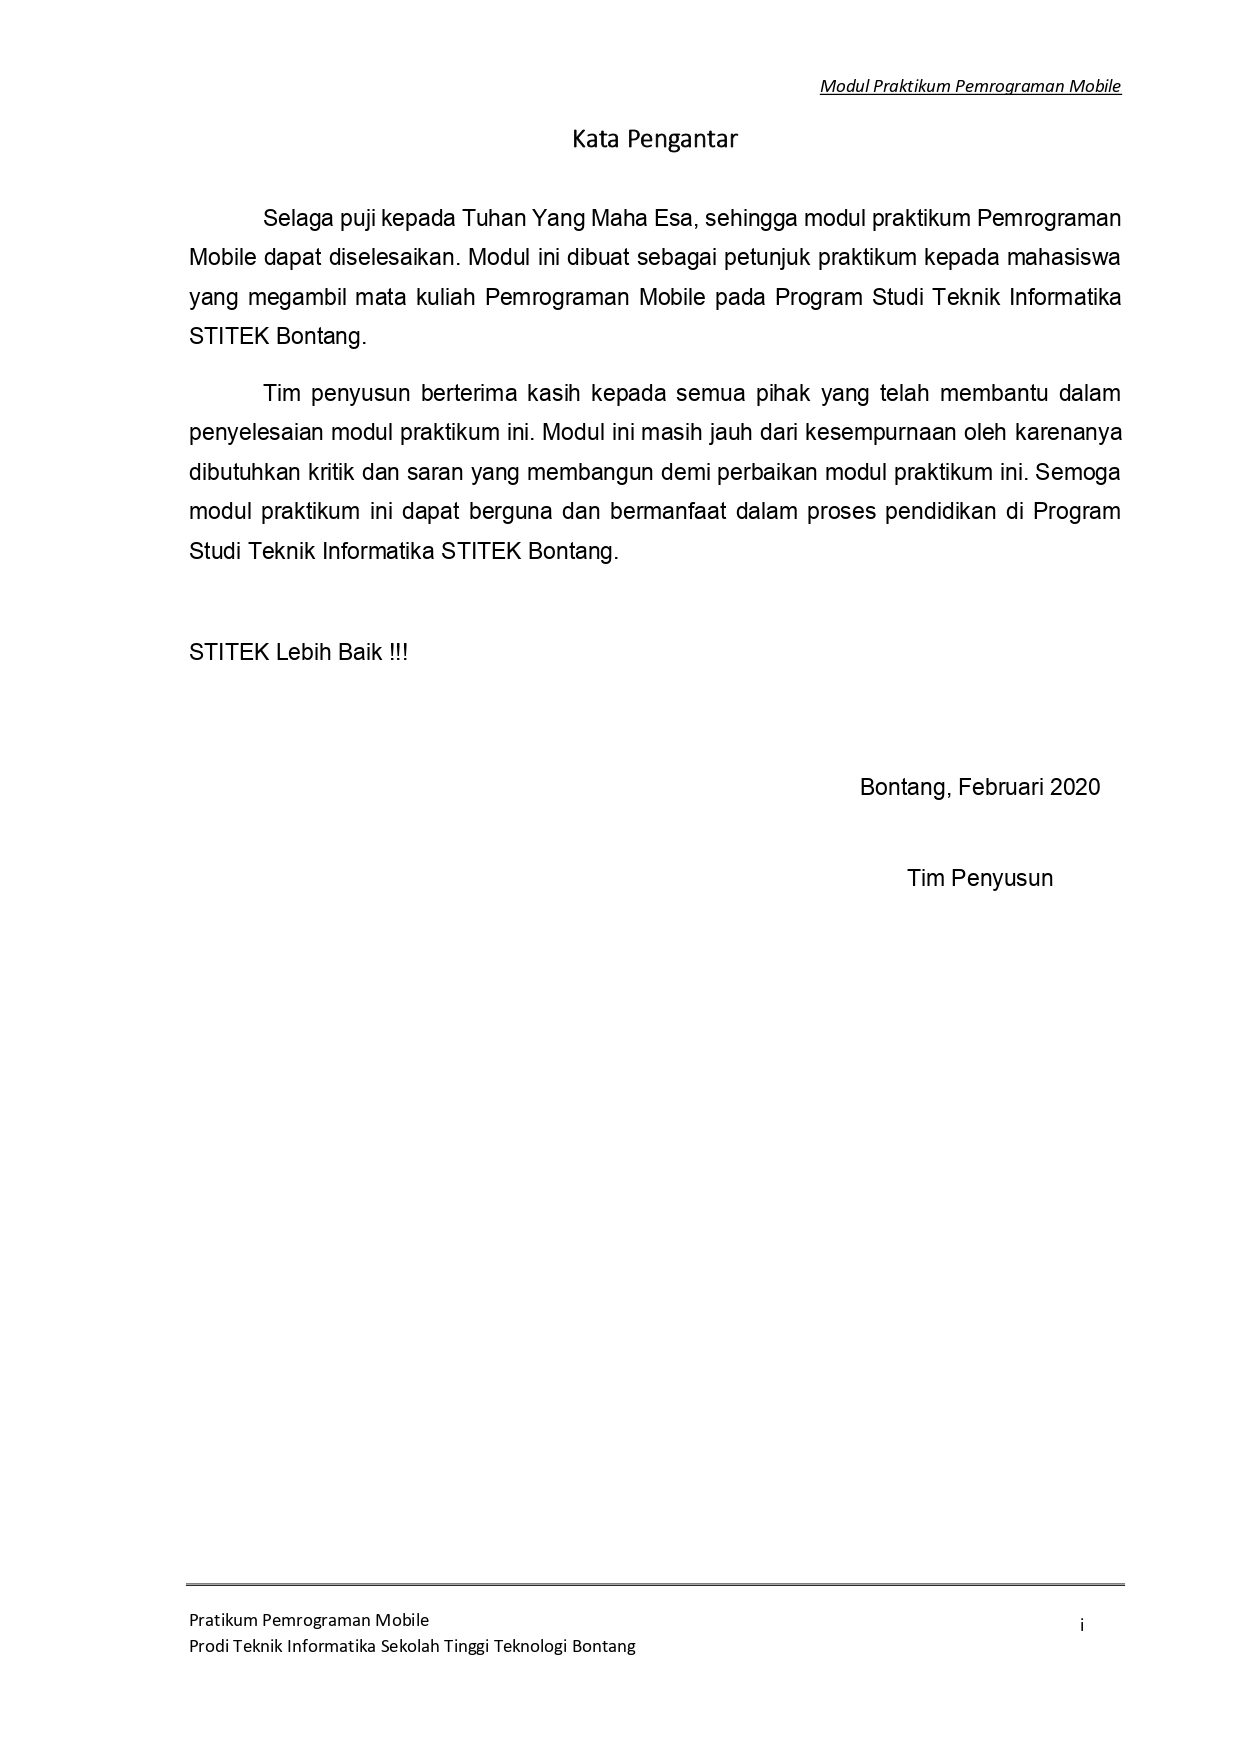 Modul Praktikum Pemrograman Mobile
Kata Pengantar
Selaga puji kepada Tuhan Yang Maha Esa, sehingga modul praktikum Pemrograman
Mobile dapat diselesaikan. Modul ini dibuat sebagai petunjuk praktikum kepada mahasiswa
yang megambil mata kuliah Pemrograman Mobile pada Program Studi Teknik Informatika
STITEK Bontang.
Tim penyusun berterima kasih kepada semua pihak yang telah membantu dalam
penyelesaian modul praktikum ini. Modul ini masih jauh dari kesempurnaan oleh karenanya
dibutuhkan kritik dan saran yang membangun demi perbaikan modul praktikum ini. Semoga
modul praktikum ini dapat berguna dan bermanfaat dalam proses pendidikan di Program
Studi Teknik Informatika STITEK Bontang.
STITEK Lebih Baik !!!
Bontang, Februari 2020
Tim Penyusun
Pratikum Pemrograman Mobile
i
Prodi Teknik Informatika Sekolah Tinggi Teknologi Bontang